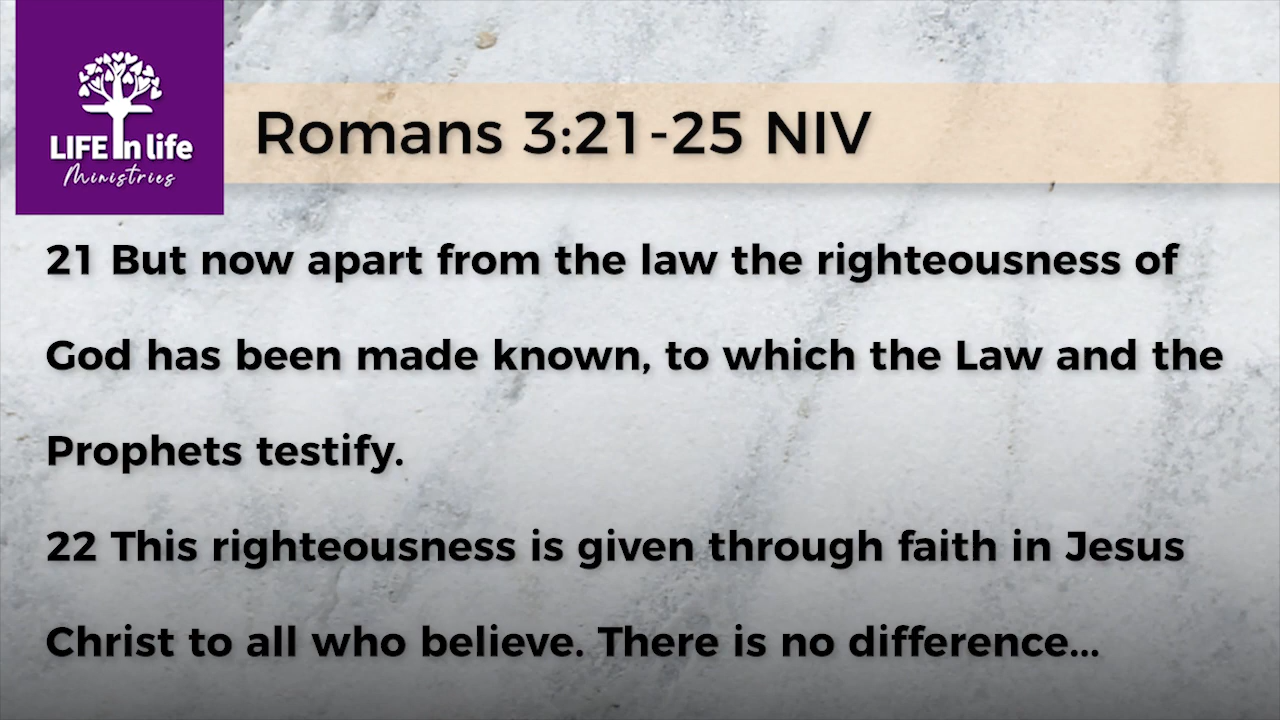 LIFE in life
Ministries
Romans 3:21-25 NIV
21 But now apart from the law the righteousness of
God has been made known, to which the Law and the
Prophets testify.
22 This righteousness is given through faith in Jesus
Christ to all who believe. There is no difference...